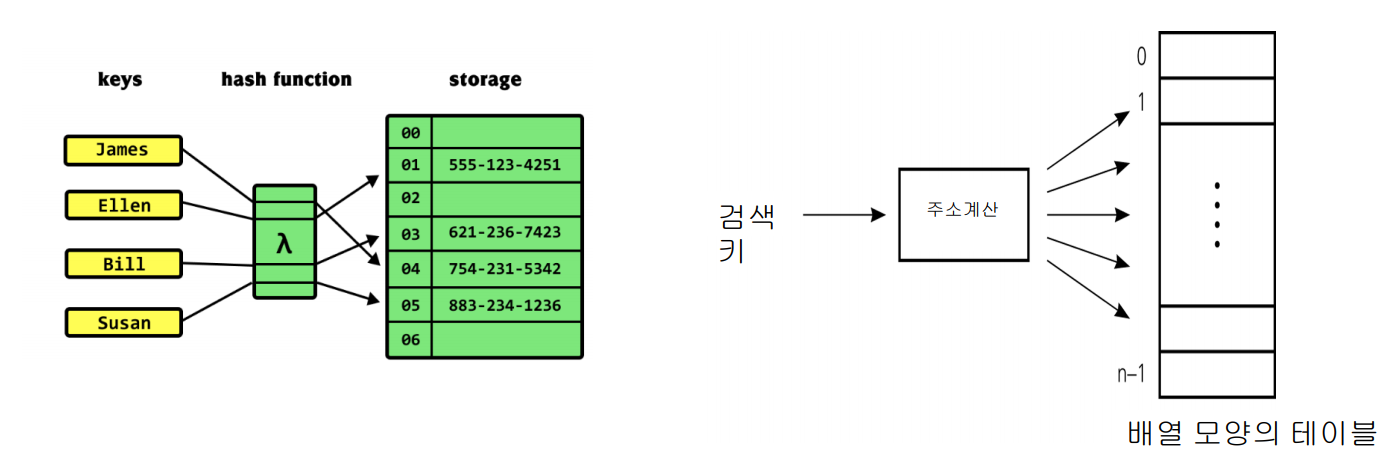 keys
hash function
storage
James
Ellen
Bill
Susan
λ
00
01 555-123-4251
02
03 621-236-7423
04 754-231-5342
05 883-234-1236
06
검색
키
주소계산
0
1
n-1
배열 모양의 테이블